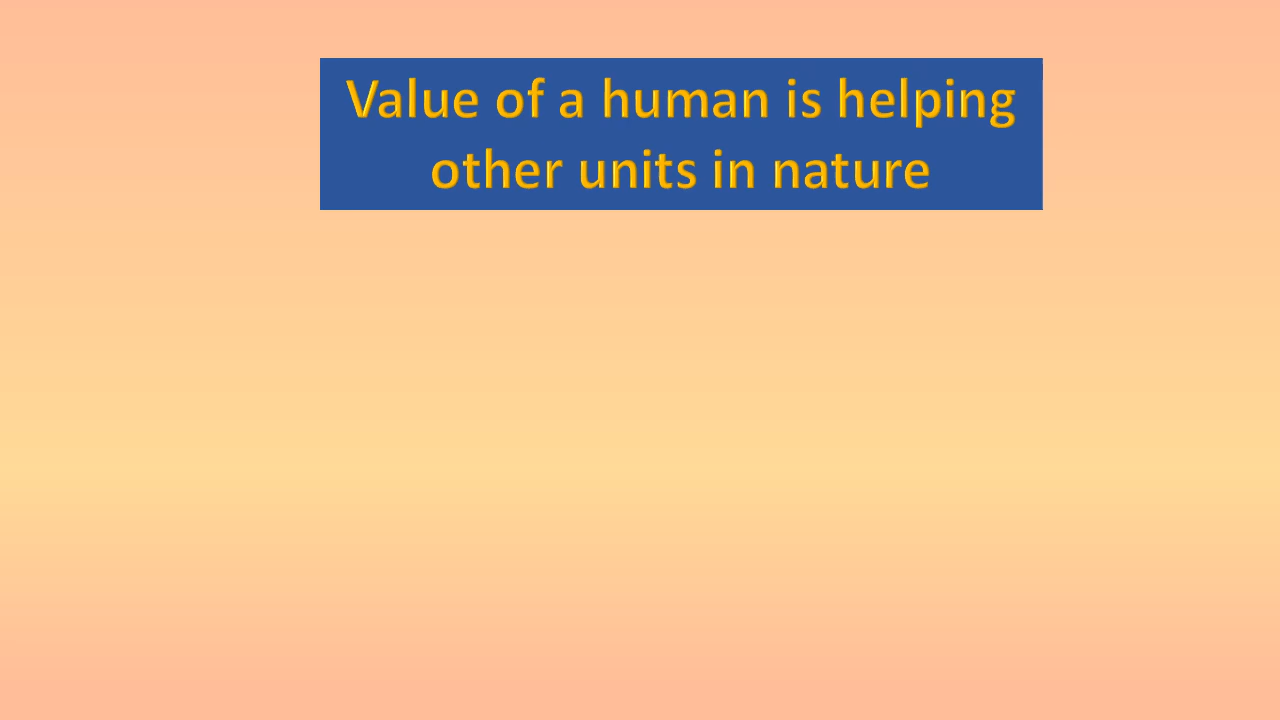 Value of a human is helping
other units in nature